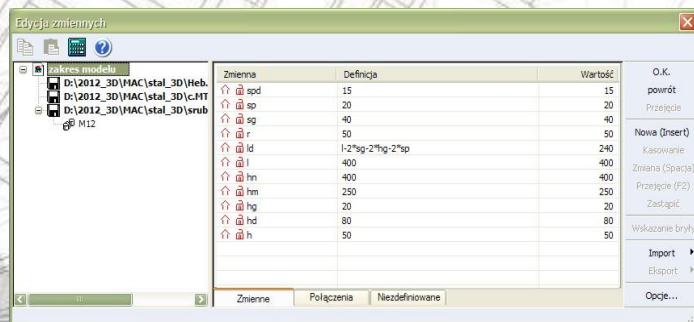 Edycja zmiennych
zakres modelu
D:\2012_3D\MAC\stal_3D\Heb.
D:\2012_3D\MAC\stal_3D\c.MT
D:\2012_3D\MAC\stal_3D\srub
M12
Zmienna Definicja Wartość
spd 15 15
sp 20 20
sg 40 40
r 50 50
ld l-2*sg-2*hg-2*sp 240
l 400 400
hn 400 400
hm 250 250
hg 20 20
hd 80 80
h 50 50
Zmienne Połączenia Niezdefiniowane
O.K.
powrót
Przejęcie
Nowa (Insert)
Kasowanie
Zmiana (Spacja)
Przejęcie (F2)
Zastąpić
Wskazanie bryły
Import
Eksport
Opcje...